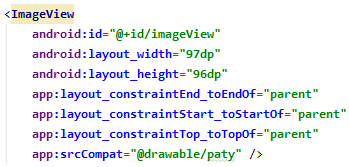 <ImageView
android:id="@+id/imageView"
android:layout_width="97dp"
android:layout_height="96dp"
app:layout_constraintEnd_toEndOf="parent"
app:layout_constraintStart_toStartOf="parent"
app:layout_constraintTop_toTopOf="parent"
app:srcCompat="@drawable/paty" />